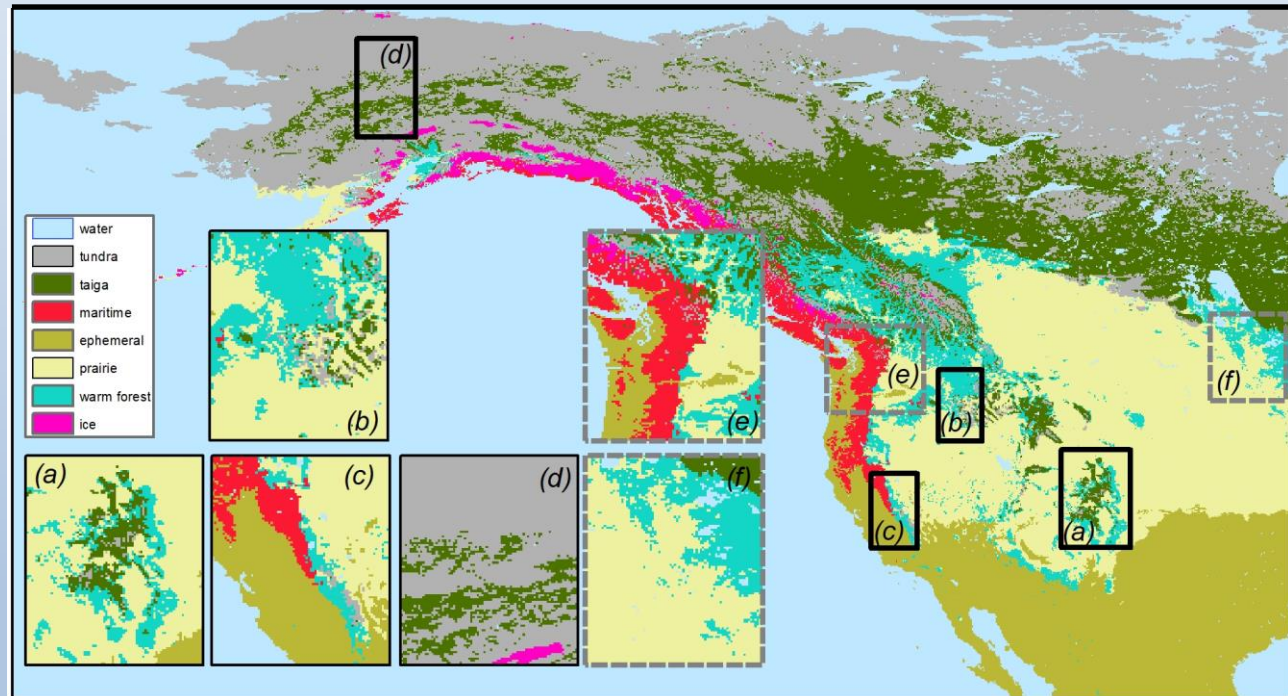 (d)
water
tundra
taiga
maritime
ephemeral
prairie
warm forest
ice
(b)
(e)
(a)
(c)
(d)
(f)
(e)
(b)
(f)
(c)
(a)